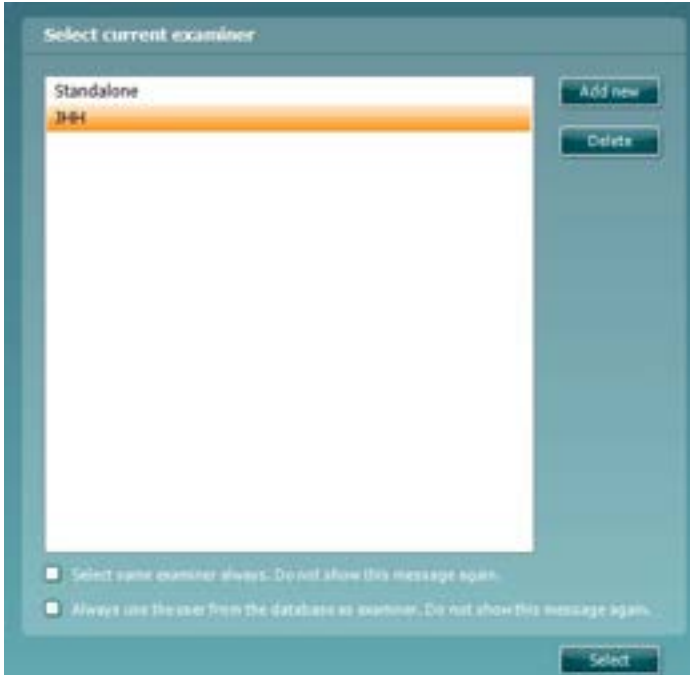 Select current examiner
Standalone
JHH
Add new
Delete
Select same examiner always. Do not show this message again.
Always use the user from the database as examiner. Do not show this message again.
Select